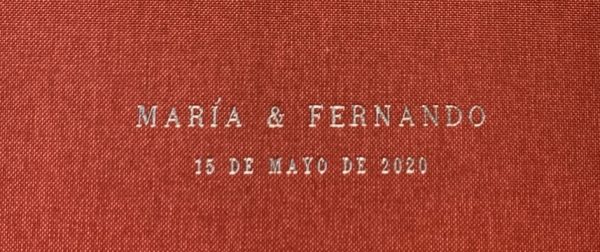 MARÍA & FERNANDO
15 DE MAYO DE 2020